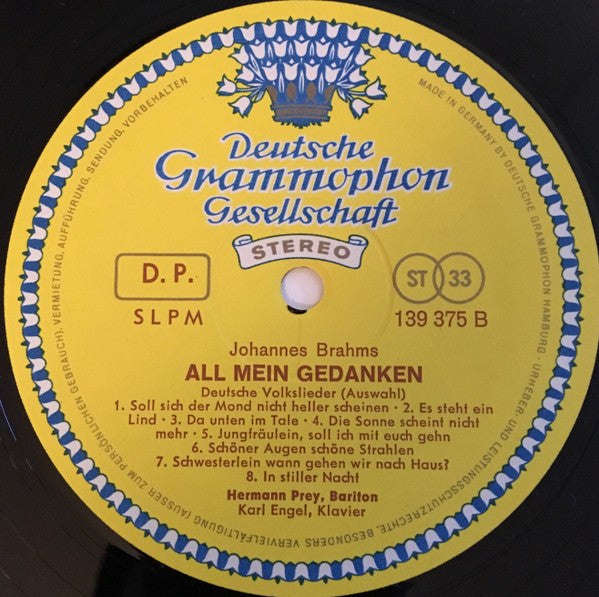 Deutsche
Grammophon
Gesellschaft
STEREO
D. P.
ST 33
SLPM
139 375 B
Johannes Brahms
ALL MEIN GEDANKEN
Deutsche Volkslieder (Auswahl)
1. Soll sich der Mond nicht heller scheinen · 2. Es steht ein
Lind · 3. Da unten im Tale · 4. Die Sonne scheint nicht
mehr · 5. Jungfräulein, soll ich mit euch gehn
6. Schöner Augen schöne Strahlen
7. Schwesterlein wann gehen wir nach Haus?
8. In stiller Nacht
Hermann Prey, Bariton
Karl Engel, Klavier
MADE IN GERMANY BY DEUTSCHE GRAMMOPHON HAMBURG · URHEBER- UND LEISTUNGSSCHUTZRECHTE, BESONDERS VERVIELFÄLTIGUNG (AUSSER ZUM PERSÖNLICHEN GEBRAUCH), VERMIETUNG, AUFFÜHRUNG, SENDUNG, VORBEHALTEN